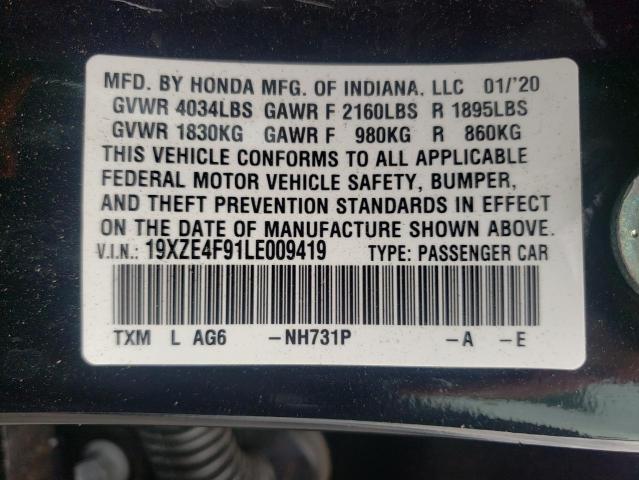 MFD. BY HONDA MFG. OF INDIANA, LLC 01/'20
GVWR 4034LBS GAWR F 2160LBS R 1895LBS
GVWR 1830KG GAWR F 980KG R 860KG
THIS VEHICLE CONFORMS TO ALL APPLICABLE
FEDERAL MOTOR VEHICLE SAFETY, BUMPER,
AND THEFT PREVENTION STANDARDS IN EFFECT
ON THE DATE OF MANUFACTURE SHOWN ABOVE.
V.I.N.: 19XZE4F91LE009419 TYPE: PASSENGER CAR
TXM L AG6 -NH731P -A -E